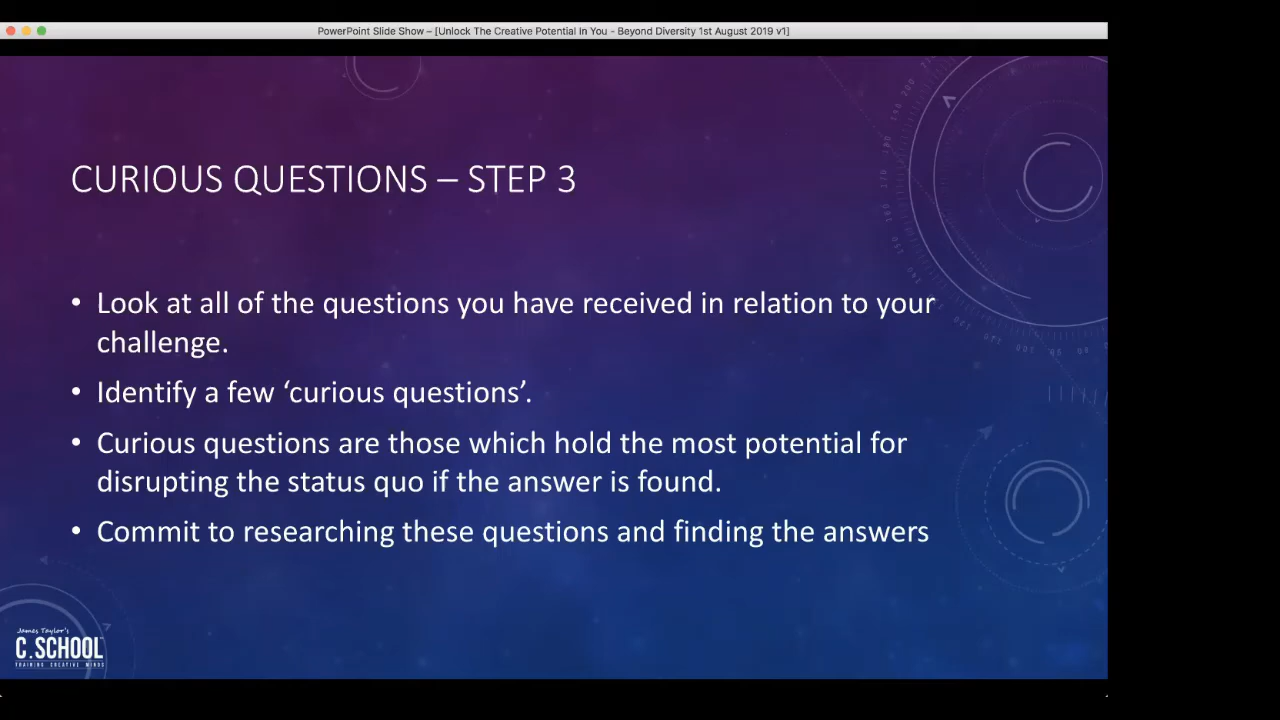 PowerPoint Slide Show – [Unlock The Creative Potential In You - Beyond Diversity 1st August 2019 v1]
CURIOUS QUESTIONS – STEP 3
• Look at all of the questions you have received in relation to your
challenge.
• Identify a few ‘curious questions’.
• Curious questions are those which hold the most potential for
disrupting the status quo if the answer is found.
• Commit to researching these questions and finding the answers
James Taylor's
C.SCHOOL
TRAINING CREATIVE MINDS